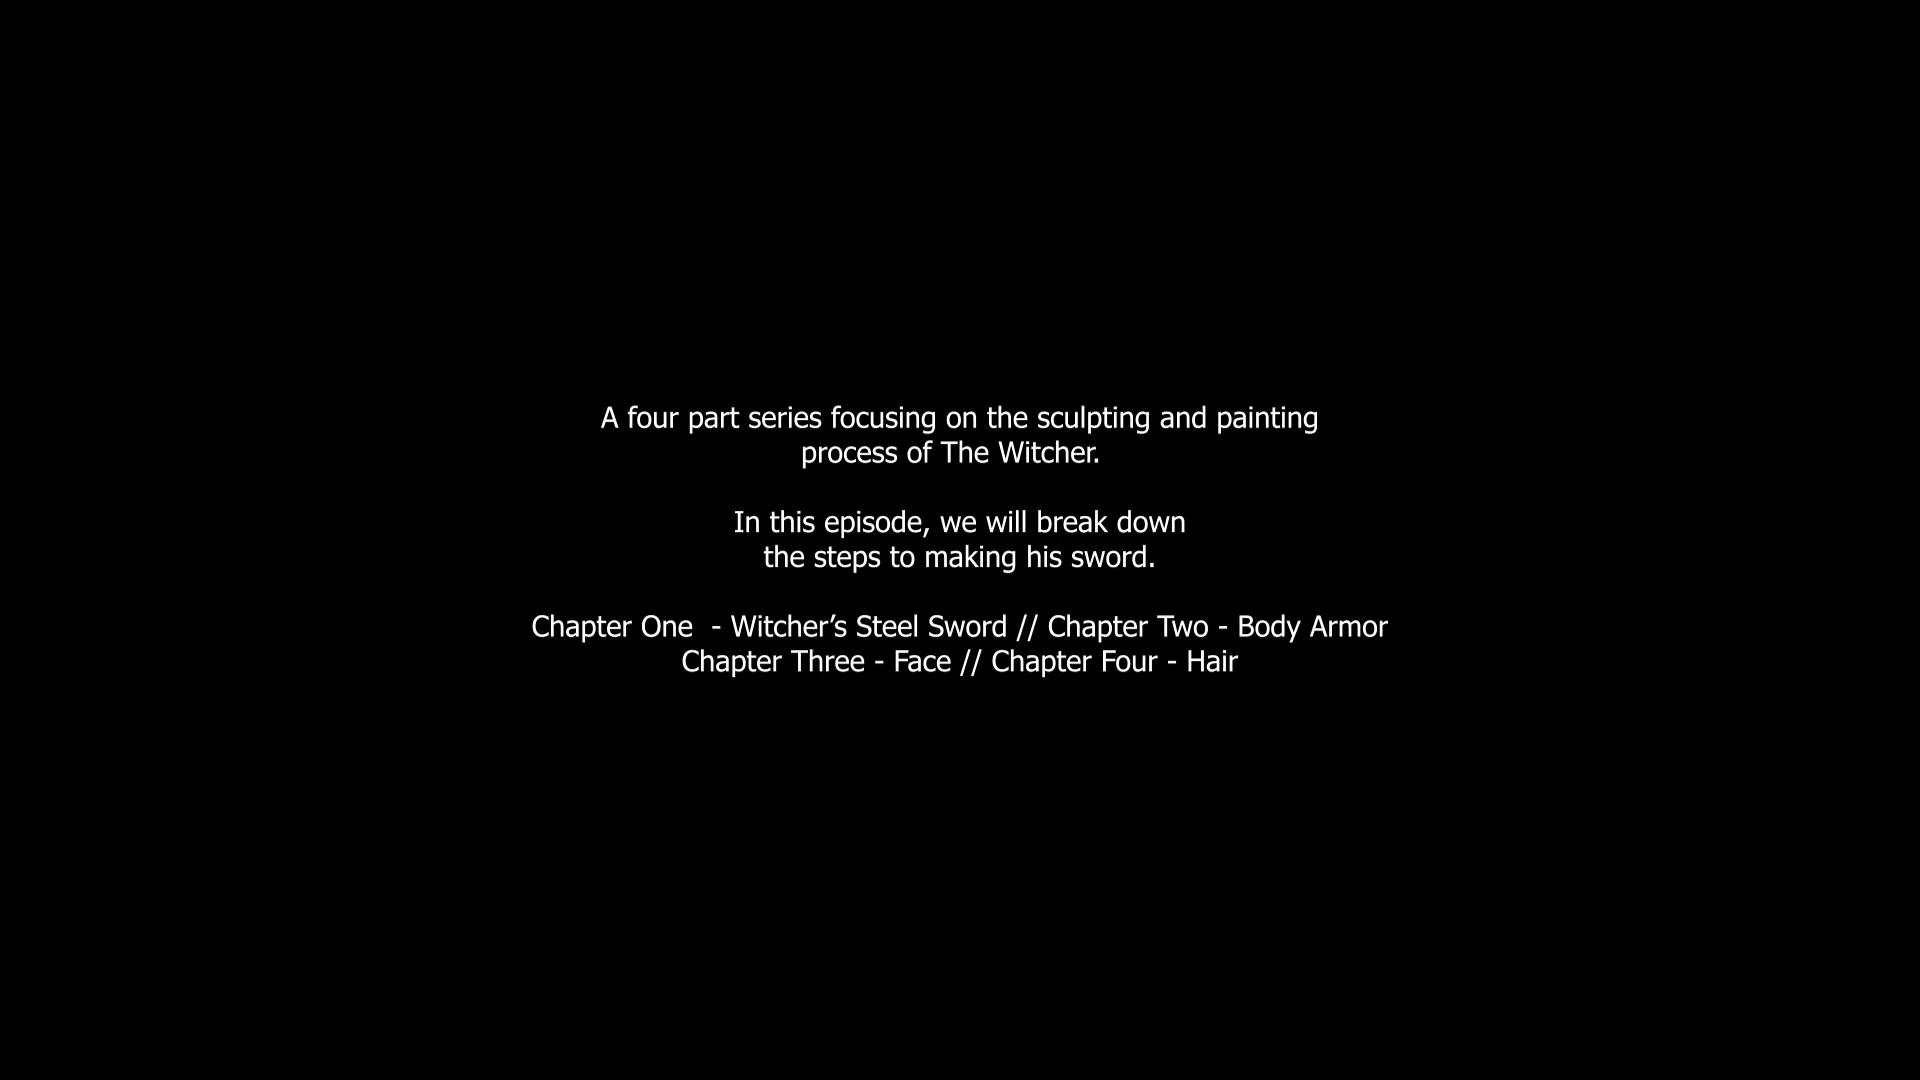 A four part series focusing on the sculpting and painting
process of The Witcher.
In this episode, we will break down
the steps to making his sword.
Chapter One  - Witcher’s Steel Sword // Chapter Two - Body Armor
Chapter Three - Face // Chapter Four - Hair